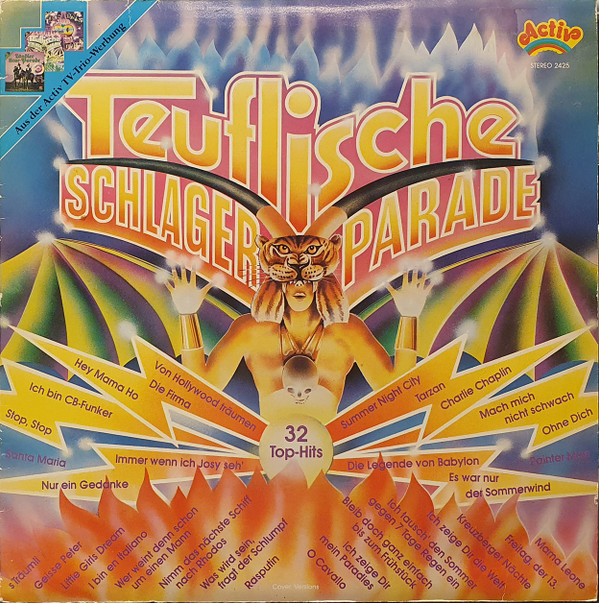 Aus der Activ TV-Trio-Werbung
Activ
STEREO 2425
Teuflische
SCHLAGER
PARADE
Hey Mama Ho
Von Hollywood träumen
Die Firma
Ich bin CB-Funker
Stop, Stop
Santa Maria
Immer wenn ich Josy seh'
Nur ein Gedanke
32
Top-Hits
Summer Night City
Tarzan
Charlie Chaplin
Mach mich
nicht schwach
Ohne Dich
Die Legende von Babylon
Es war nur
der Sommerwind
Träumli
Geisse Peter
Little Girls Dream
I bin en Italiano
Wer weint denn schon
um einen Mann
Nimm das nächste Schiff
nach Rhodos
Was wird sein,
fragt der Schlumpf
Rasputin
O Cavallo
Ich zeige Dir
mein Paradies
Bleib doch ganz einfach
bis zum Frühstück
Ich tausch' den Sommer
gegen 7 Tage Regen ein
Ich zeige Dir die Welt
Kreuzberger Nächte
Freitag, der 13.
Mama Leone
Cover Versions